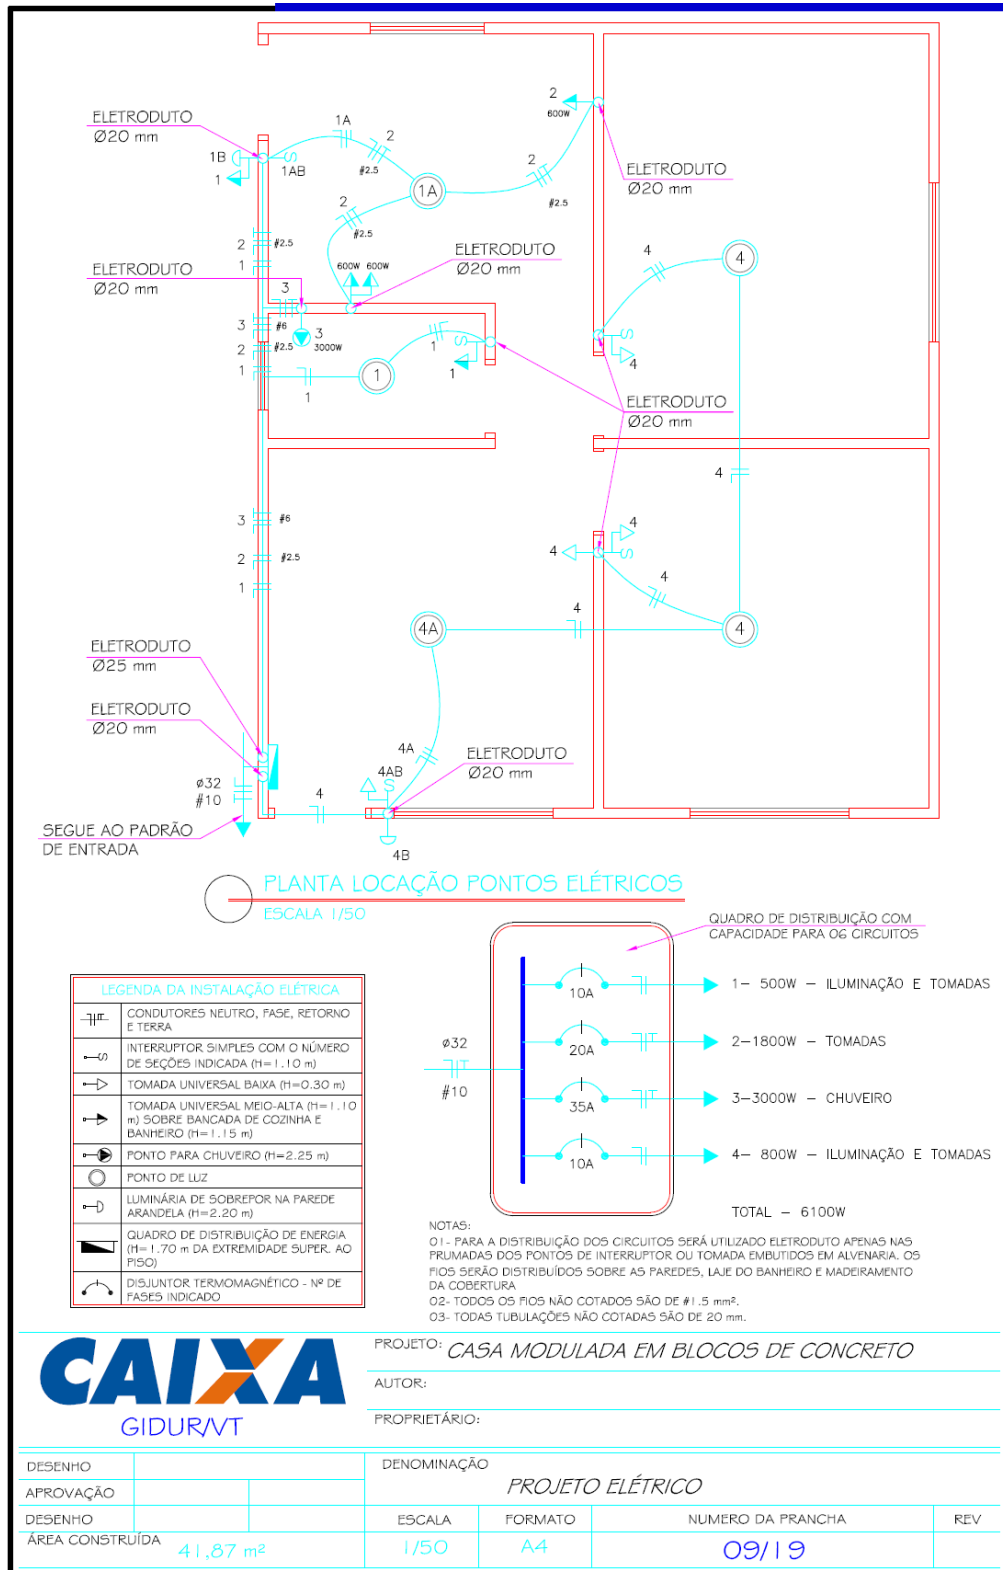 ELETRODUTO
Ø20 mm
1A
2
#2.5
1B
1
1AB
1A
2
600W
2
#2.5
ELETRODUTO
Ø20 mm
2
#2.5
2
#2.5
1
ELETRODUTO
Ø20 mm
ELETRODUTO
Ø20 mm
600W 600W
4
4
3
3
3000W
3
#6
2
#2.5
1
1
1
1
1
4
ELETRODUTO
Ø20 mm
4
3
#6
2
#2.5
1
4
4
4
4
4A
4
ELETRODUTO
Ø25 mm
ELETRODUTO
Ø20 mm
4A
4AB
ELETRODUTO
Ø20 mm
ø32
#10
4
SEGUE AO PADRÃO
DE ENTRADA
4B
PLANTA LOCAÇÃO PONTOS ELÉTRICOS
ESCALA 1/50
QUADRO DE DISTRIBUIÇÃO COM
CAPACIDADE PARA 06 CIRCUITOS
ø32
#10
10A
1- 500W - ILUMINAÇÃO E TOMADAS
20A
2-1800W - TOMADAS
35A
3-3000W - CHUVEIRO
10A
4- 800W - ILUMINAÇÃO E TOMADAS
TOTAL - 6100W
LEGENDA DA INSTALAÇÃO ELÉTRICA
CONDUTORES NEUTRO, FASE, RETORNO
E TERRA
INTERRUPTOR SIMPLES COM O NÚMERO
DE SEÇÕES INDICADA (H=1.10 m)
TOMADA UNIVERSAL BAIXA (H=0.30 m)
TOMADA UNIVERSAL MEIO-ALTA (H=1.10
m) SOBRE BANCADA DE COZINHA E
BANHEIRO (H=1.15 m)
PONTO PARA CHUVEIRO (H=2.25 m)
PONTO DE LUZ
LUMINÁRIA DE SOBREPOR NA PAREDE
ARANDELA (H=2.20 m)
QUADRO DE DISTRIBUIÇÃO DE ENERGIA
(H=1.70 m DA EXTREMIDADE SUPER. AO
PISO)
DISJUNTOR TERMOMAGNÉTICO - Nº DE
FASES INDICADO
NOTAS:
01- PARA A DISTRIBUIÇÃO DOS CIRCUITOS SERÁ UTILIZADO ELETRODUTO APENAS NAS
PRUMADAS DOS PONTOS DE INTERRUPTOR OU TOMADA EMBUTIDOS EM ALVENARIA. OS
FIOS SERÃO DISTRIBUÍDOS SOBRE AS PAREDES, LAJE DO BANHEIRO E MADEIRAMENTO
DA COBERTURA
02- TODOS OS FIOS NÃO COTADOS SÃO DE #1.5 mm².
03- TODAS TUBULAÇÕES NÃO COTADAS SÃO DE 20 mm.
CAIXA
GIDUR/VT
PROJETO: CASA MODULADA EM BLOCOS DE CONCRETO
AUTOR:
PROPRIETÁRIO:
DESENHO
APROVAÇÃO
DESENHO
ÁREA CONSTRUÍDA 41,87 m²
DENOMINAÇÃO
PROJETO ELÉTRICO
ESCALA
1/50
FORMATO
A4
NUMERO DA PRANCHA
09/19
REV